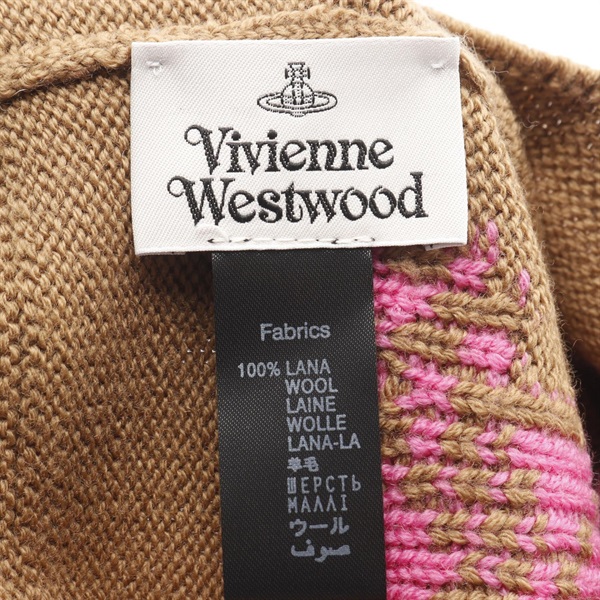 Vivienne
Westwood
Fabrics
100% LANA
WOOL
LAINE
WOLLE
LANA-LA
羊毛
ШЕРСТЬ
ΜΑΛΛΙ
ウール
صوف